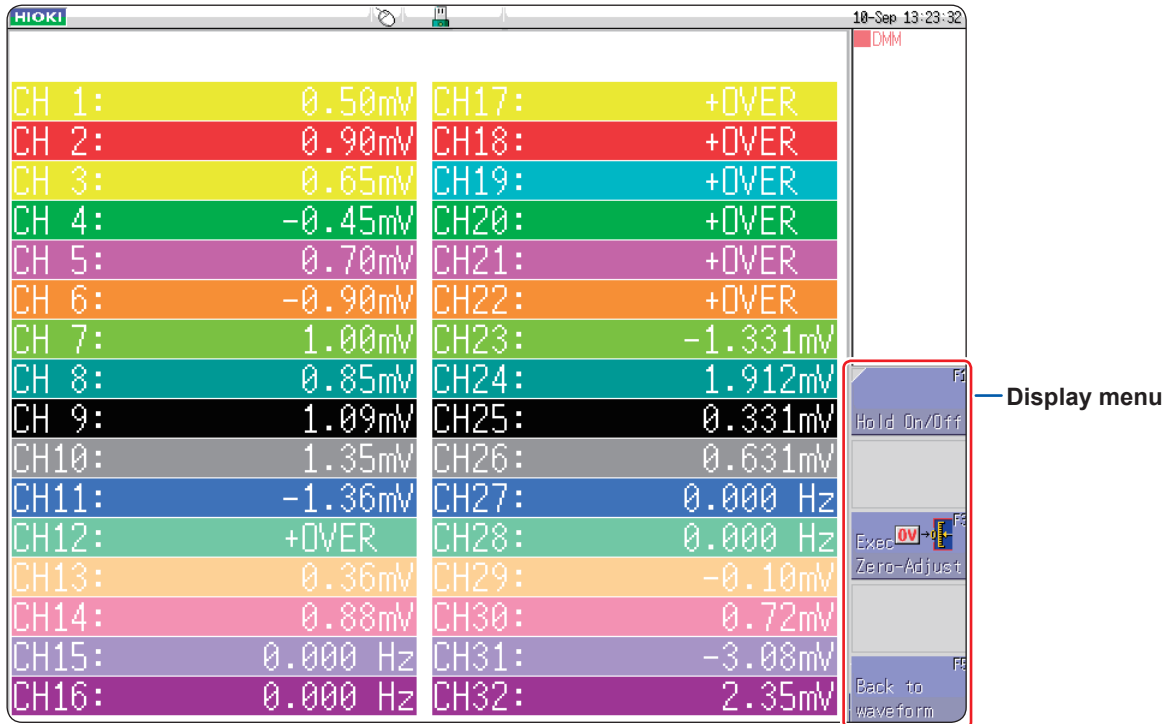 HIOKI
10-Sep 13:23:32
DMM
CH 1: 0.50mV CH17: +OVER
CH 2: 0.90mV CH18: +OVER
CH 3: 0.65mV CH19: +OVER
CH 4: -0.45mV CH20: +OVER
CH 5: 0.70mV CH21: +OVER
CH 6: -0.90mV CH22: +OVER
CH 7: 1.00mV CH23: -1.331mV
CH 8: 0.85mV CH24: 1.912mV
CH 9: 1.09mV CH25: 0.331mV
CH10: 1.35mV CH26: 0.631mV
CH11: -1.36mV CH27: 0.000 Hz
CH12: +OVER CH28: 0.000 Hz
CH13: 0.36mV CH29: -0.10mV
CH14: 0.88mV CH30: 0.72mV
CH15: 0.000 Hz CH31: -3.08mV
CH16: 0.000 Hz CH32: 2.35mV
F1
Hold On/Off
F3
Exec 0V→0
Zero-Adjust
F5
Back to
waveform
Display menu